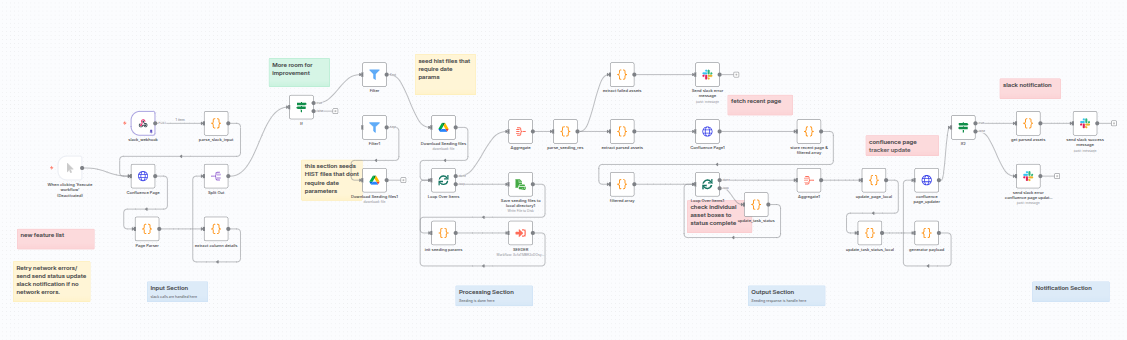 More room for
improvement
seed hist files that
require date
params
Filter
extract failed assets
Send slack error
message
fetch recent page
slack notification
slack_webhook
1 item
parse_slack_input
If
Filter1
Download Seeding files
Aggregate
parse_seeding_res
extract parsed assets
Confluence Page1
store recent page &
filtered array
confluence page
tracker update
If2
get parsed assets
send slack success
message
When clicking 'Execute
workflow'
(Deactivated)
Confluence Page
Split Out
this section seeds
HIST files that dont
require date
parameters
Download Seeding files1
Loop Over Items
Save seeding files to
local directory1
filtered array
Loop Over Items1
check individual
asset boxes to
status complete
update_task_status
Aggregate1
update_page_local
confluence
page_updater
send slack error
new feature list
Page Parser
extract column details
init seeding params
SEEDER
update_task_status_local
generate payload
Retry network errors/
send send status update
slack notification if no
network errors.
Input Section
slack calls are handled here
Processing Section
Seeding is done here
Output Section
Seeding response is handle here
Notification Section